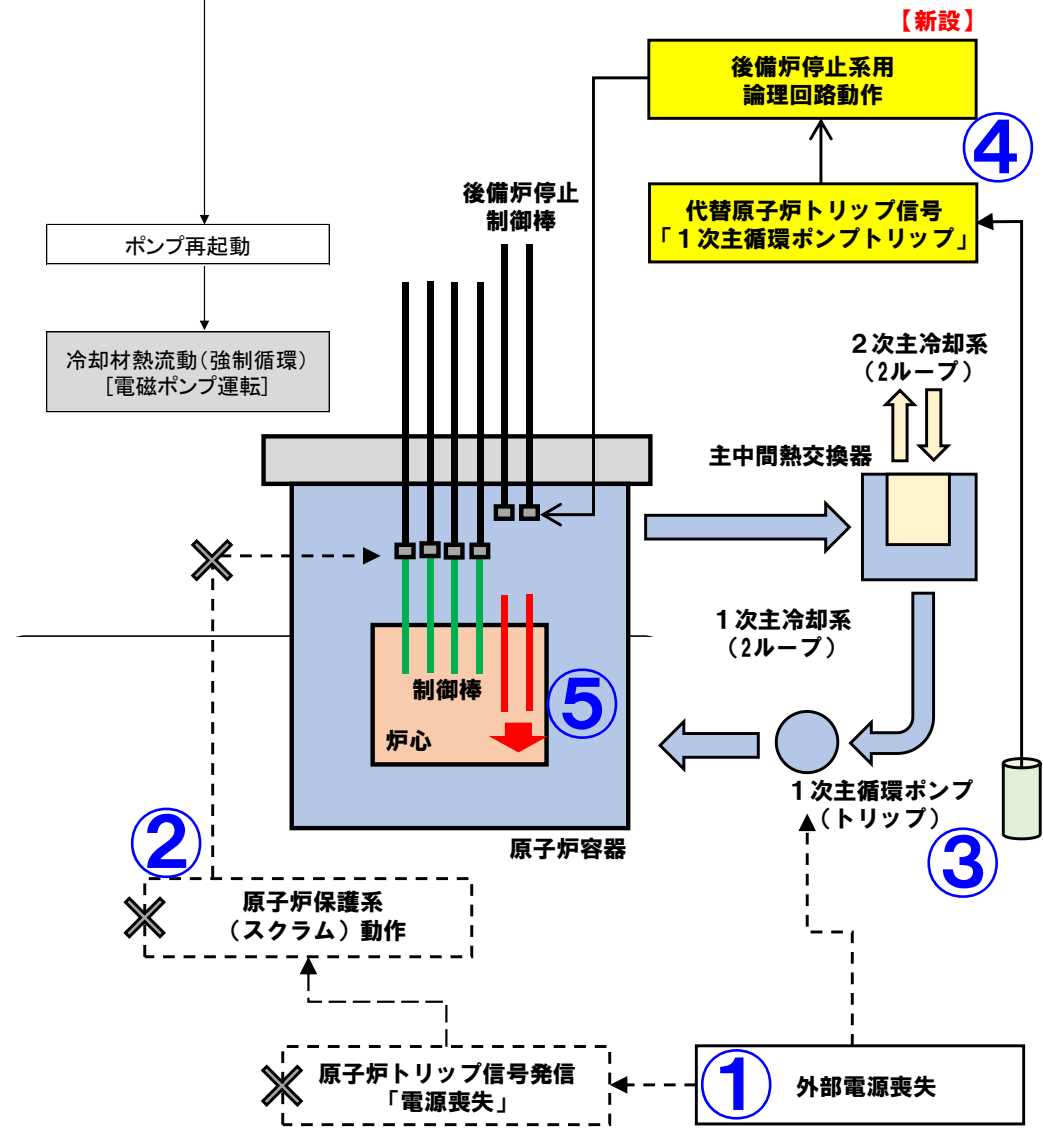 【新設】
後備炉停止系用
論理回路動作
④
後備炉停止
制御棒
代替原子炉トリップ信号
「１次主循環ポンプトリップ」
ポンプ再起動
冷却材熱流動（強制循環）
[電磁ポンプ運転]
２次主冷却系
（2ループ）
主中間熱交換器
１次主冷却系
（2ループ）
制御棒
⑤
炉心
１次主循環ポンプ
（トリップ）
原子炉容器
②
③
原子炉保護系
（スクラム）動作
原子炉トリップ信号発信
「電源喪失」
①
外部電源喪失